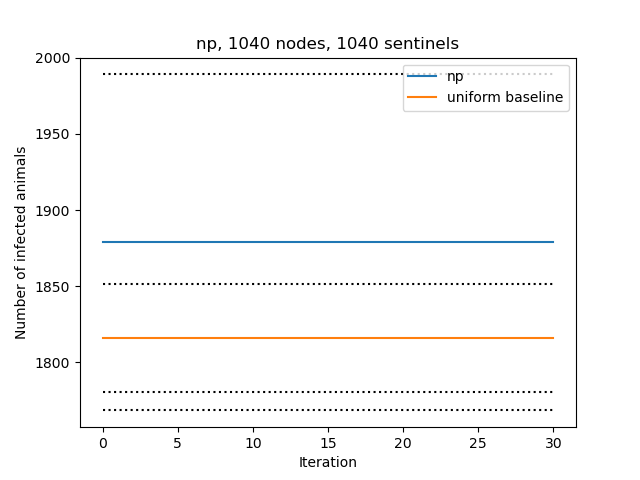 np, 1040 nodes, 1040 sentinels
2000
1950
1900
1850
1800
Number of infected animals
np
uniform baseline
0 5 10 15 20 25 30
Iteration